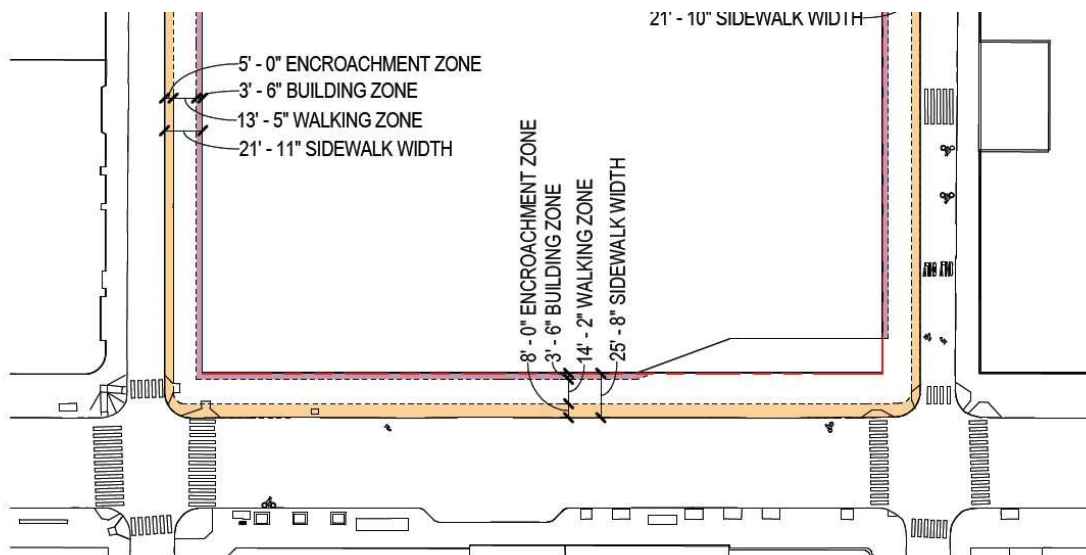 21' - 10" SIDEWALK WIDTH
5' - 0" ENCROACHMENT ZONE
3' - 6" BUILDING ZONE
13' - 5" WALKING ZONE
21' - 11" SIDEWALK WIDTH
8' - 0" ENCROACHMENT ZONE
3' - 6" BUILDING ZONE
14' - 2" WALKING ZONE
25' - 8" SIDEWALK WIDTH